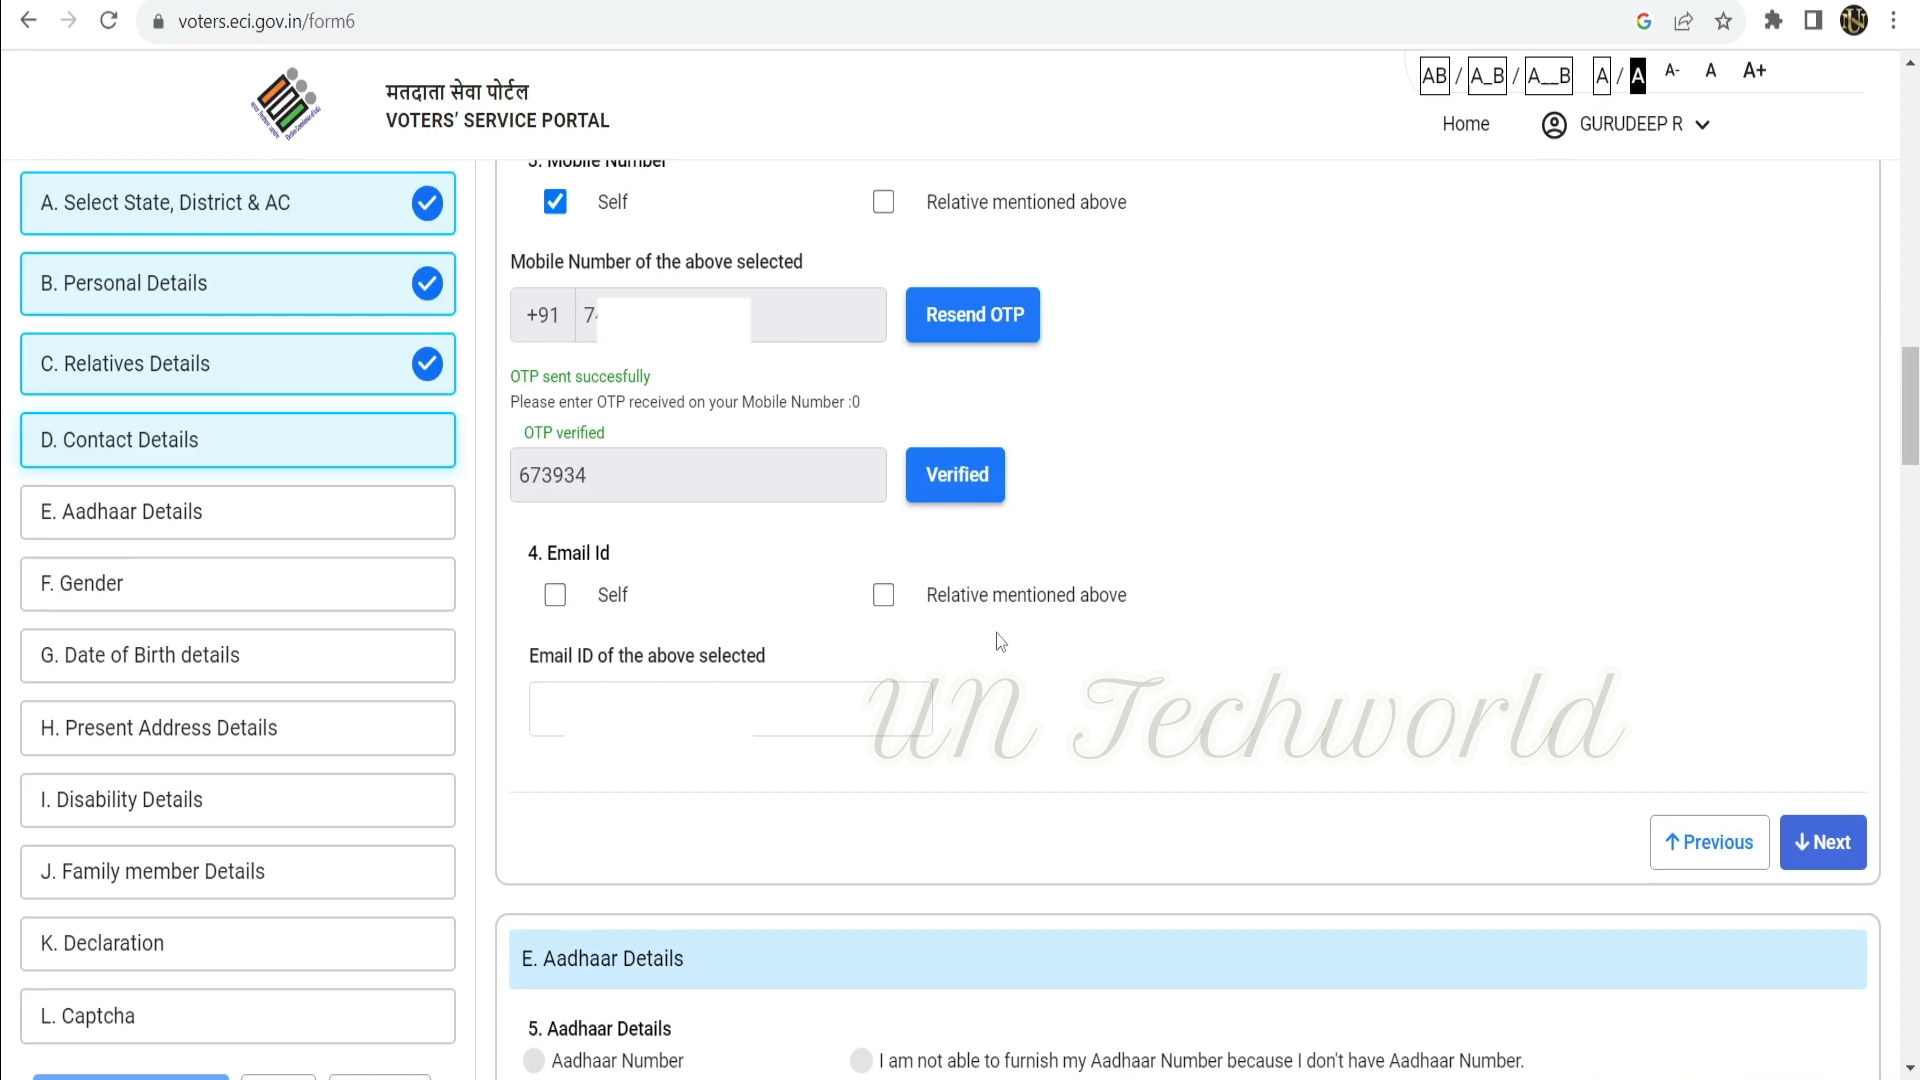 voters.eci.gov.in/form6
मतदाता सेवा पोर्टल
VOTERS' SERVICE PORTAL
AB / A_B / A__B A / A A- A A+
Home GURUDEEP R
A. Select State, District & AC
B. Personal Details
C. Relatives Details
D. Contact Details
E. Aadhaar Details
F. Gender
G. Date of Birth details
H. Present Address Details
I. Disability Details
J. Family member Details
K. Declaration
L. Captcha
3. Mobile Number
Self Relative mentioned above
Mobile Number of the above selected
+91 7 Resend OTP
OTP sent succesfully
Please enter OTP received on your Mobile Number :0
OTP verified
673934 Verified
4. Email Id
Self Relative mentioned above
Email ID of the above selected
UN Techworld
Previous Next
E. Aadhaar Details
5. Aadhaar Details
Aadhaar Number I am not able to furnish my Aadhaar Number because I don't have Aadhaar Number.